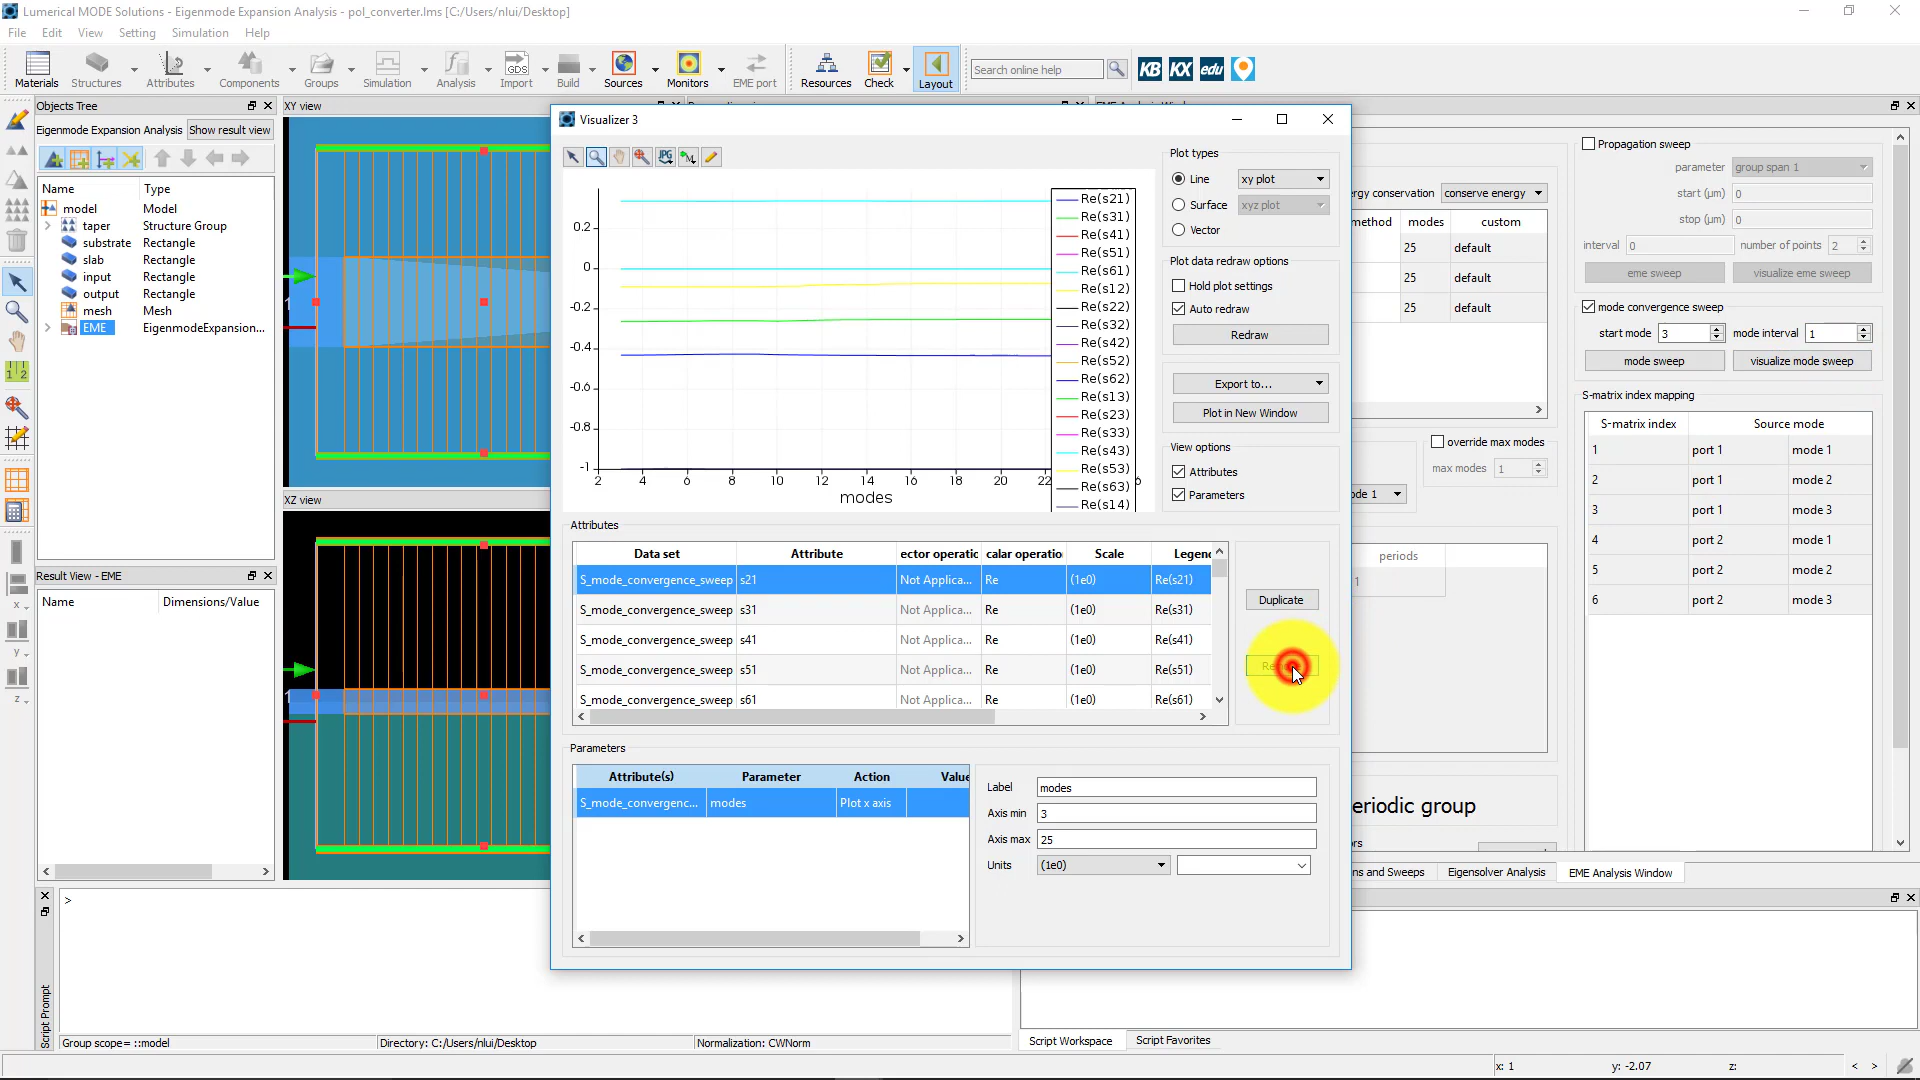 Lumerical MODE Solutions - Eigenmode Expansion Analysis - pol_converter.lms [C:/Users/nlui/Desktop]
File Edit View Setting Simulation Help
Materials Structures Attributes Components Groups Simulation Analysis GDS Import Build Sources Monitors EME port Resources Check Layout Search online help KB KX edu
Objects Tree
Eigenmode Expansion Analysis Show result view
Name Type
model Model
taper Structure Group
substrate Rectangle
slab Rectangle
input Rectangle
output Rectangle
mesh Mesh
EME EigenmodeExpansion...
Result View - EME
Name Dimensions/Value
XY view
XZ view
Visualizer 3
JPG
0.2
0
-0.2
-0.4
-0.6
-0.8
-1
2 4 6 8 10 12 14 16 18 20 22
modes
Re(s21)
Re(s31)
Re(s41)
Re(s51)
Re(s61)
Re(s12)
Re(s22)
Re(s32)
Re(s42)
Re(s52)
Re(s62)
Re(s13)
Re(s23)
Re(s33)
Re(s43)
Re(s53)
Re(s63)
Re(s14)
Plot types
Line xy plot
Surface xyz plot
Vector
Plot data redraw options
Hold plot settings
Auto redraw
Redraw
Export to...
Plot in New Window
View options
Attributes
Parameters
Attributes
Data set Attribute ector operatic calar operatio Scale Legen
S_mode_convergence_sweep s21 Not Applica... Re (1e0) Re(s21)
S_mode_convergence_sweep s31 Not Applica... Re (1e0) Re(s31)
S_mode_convergence_sweep s41 Not Applica... Re (1e0) Re(s41)
S_mode_convergence_sweep s51 Not Applica... Re (1e0) Re(s51)
S_mode_convergence_sweep s61 Not Applica... Re (1e0) Re(s61)
Duplicate
Parameters
Attribute(s) Parameter Action Value
S_mode_convergenc... modes Plot x axis
Label modes
Axis min 3
Axis max 25
Units (1e0)
ergy conservation conserve energy
method modes custom
25 default
25 default
25 default
override max modes
max modes 1
ode 1
periods
1
eriodic group
Propagation sweep
parameter group span 1
start (µm) 0
stop (µm) 0
interval 0 number of points 2
eme sweep visualize eme sweep
mode convergence sweep
start mode 3 mode interval 1
mode sweep visualize mode sweep
S-matrix index mapping
S-matrix index Source mode
1 port 1 mode 1
2 port 1 mode 2
3 port 1 mode 3
4 port 2 mode 1
5 port 2 mode 2
6 port 2 mode 3
ns and Sweeps Eigensolver Analysis EME Analysis Window
>
Script Prompt
Group scope= ::model Directory: C:/Users/nlui/Desktop Normalization: CWNorm
Script Workspace Script Favorites
x: 1 y: -2.07 z: